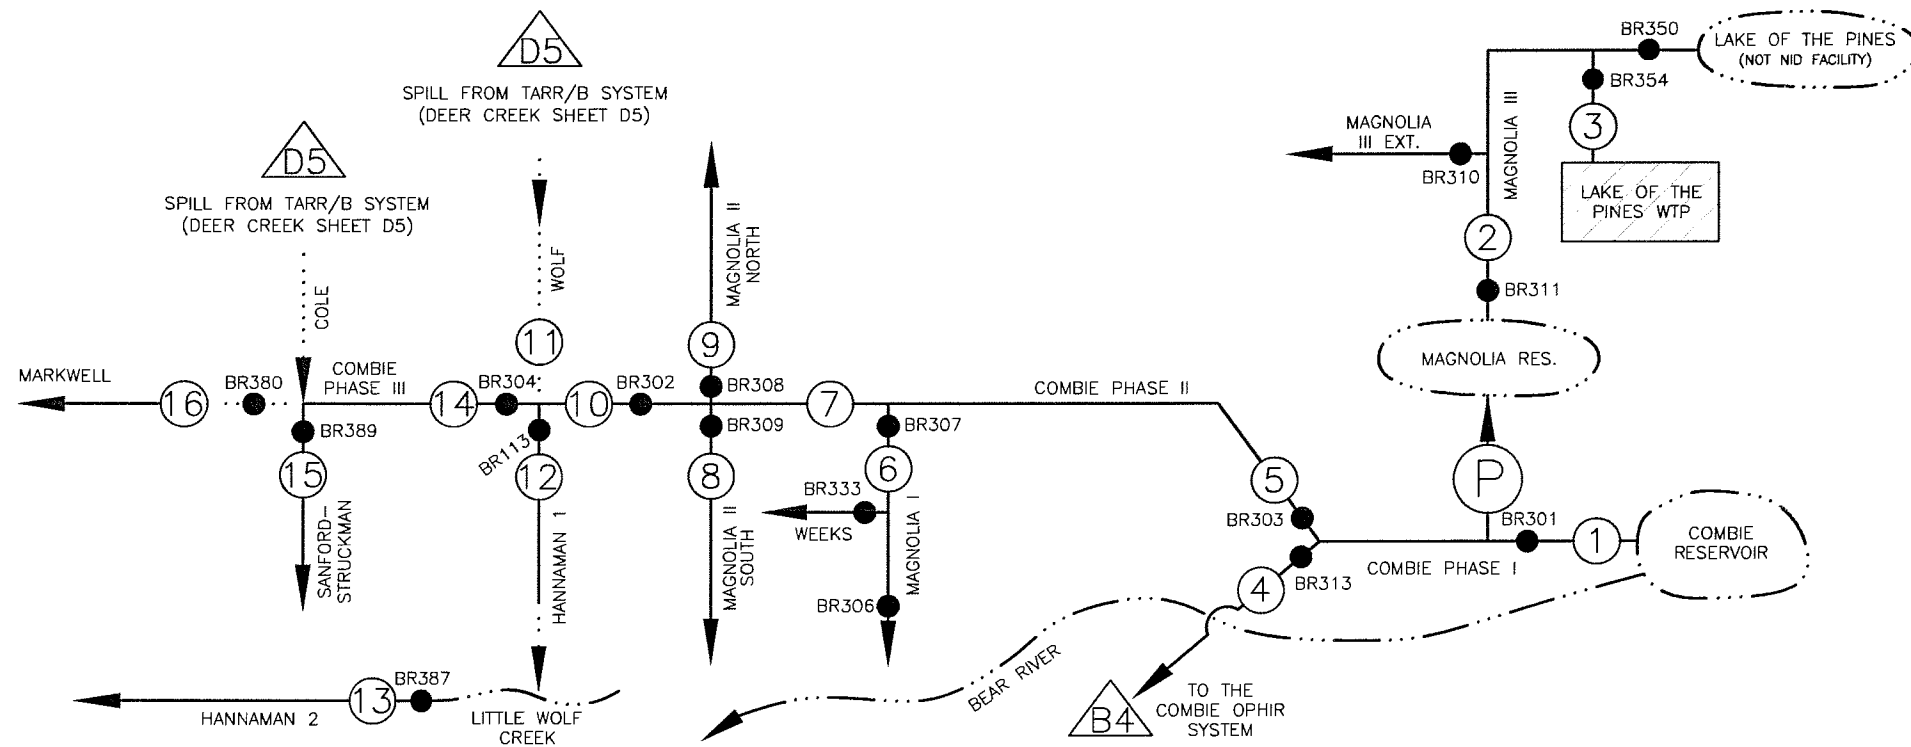 D5
SPILL FROM TARR/B SYSTEM
(DEER CREEK SHEET D5)
D5
SPILL FROM TARR/B SYSTEM
(DEER CREEK SHEET D5)
COLE
WOLF
MAGNOLIA II
NORTH
BR350
LAKE OF THE PINES
(NOT NID FACILITY)
BR354
3
LAKE OF THE
PINES WTP
MAGNOLIA
III EXT.
BR310
MAGNOLIA III
2
BR311
MAGNOLIA RES.
P
MARKWELL
16
BR380
COMBIE
PHASE III
14
BR304
11
10
BR302
9
BR308
BR309
7
COMBIE PHASE II
BR389
15
SANFORD-
STRUCKMAN
BR113
12
HANNAMAN 1
8
MAGNOLIA II
SOUTH
BR307
6
BR333
WEEKS
MAGNOLIA I
BR306
5
BR303
BR313
4
COMBIE PHASE I
BR301
1
COMBIE
RESERVOIR
BEAR RIVER
B4
TO THE
COMBIE OPHIR
SYSTEM
13
BR387
HANNAMAN 2
LITTLE WOLF
CREEK